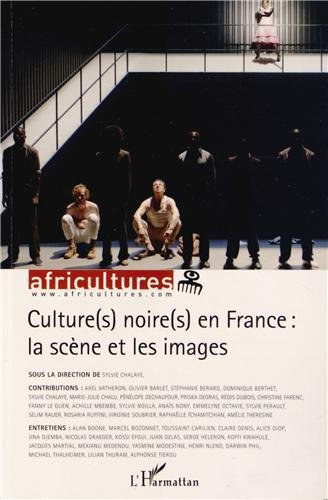 africultures
www.africultures.com
Culture(s) noire(s) en France :
la scène et les images
SOUS LA DIRECTION DE SYLVIE CHALAYE,
CONTRIBUTIONS : AXEL ARTHERON, OLIVIER BARLET, STÉPHANIE BERARD, DOMINIQUE BERTHET,
SYLVIE CHALAYE, MARIE-JULIE CHALU, PÉNÉLOPE DECHAUFOUR, PRISKA DEGRAS, RÉGIS DUBOIS, CHRISTINE FARENC,
FANNY LE GUEN, ACHILLE MBEMBE, SYLVIE NGILLA, ANAÏS NONY, EMMELYNE OCTAVIE, SYLVIE PERAULT,
SELIM RAUER, ROSARIA RUFFINI, VIRGINIE SOUBRIER, RAPHAËLLE TCHAMITCHIAN, AMÉLIE THÉRÉSINE
ENTRETIENS : ALAN BOONE, MARCEL BOZONNET, TOUSSAINT CARILIEN, CLAIRE DENIS, ALICE DIOP,
JINA DJEMBA, NICOLAS DRAEGER, KOSSI EFOUI, JUAN GELAS, SERGE HELENON, KOFFI KWAHULÉ,
JACQUES MARTIAL, MEXIANU MEDENOU, YASMINE MODESTINE, HENRI NLEND, DARWIN PHIL,
MICHAEL THALHEIMER, LILIAN THURAM, ALPHONSE TIEROU
L'Harmattan